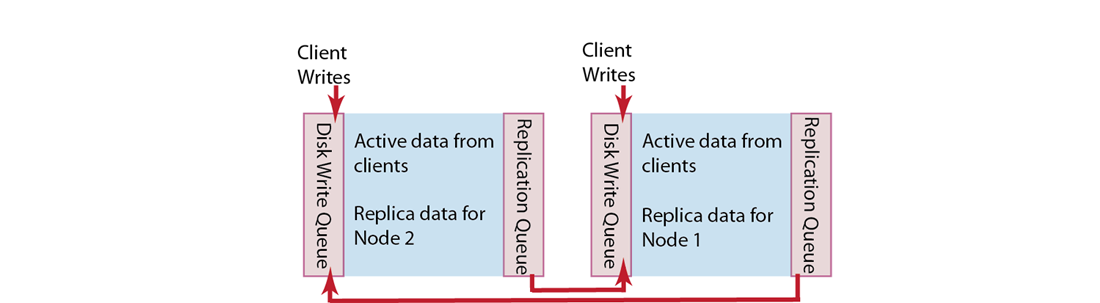 Client
Writes
Disk Write Queue
Active data from
clients
Replica data for
Node 2
Replication Queue
Client
Writes
Disk Write Queue
Active data from
clients
Replica data for
Node 1
Replication Queue